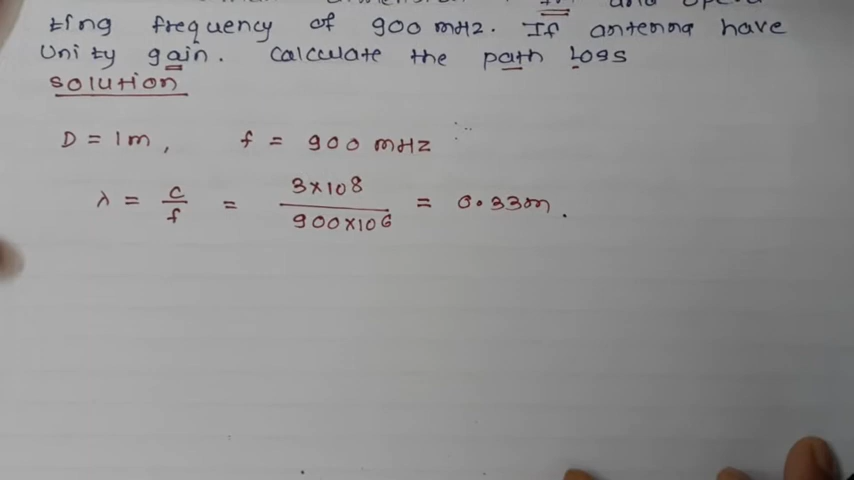 ting frequency of 900 mHz. If antenna have
Unity gain. Calculate the path Loss
Solution
D = 1m, f = 900 mHz
λ = c/f = 3×108/900×106 = 0.33m.